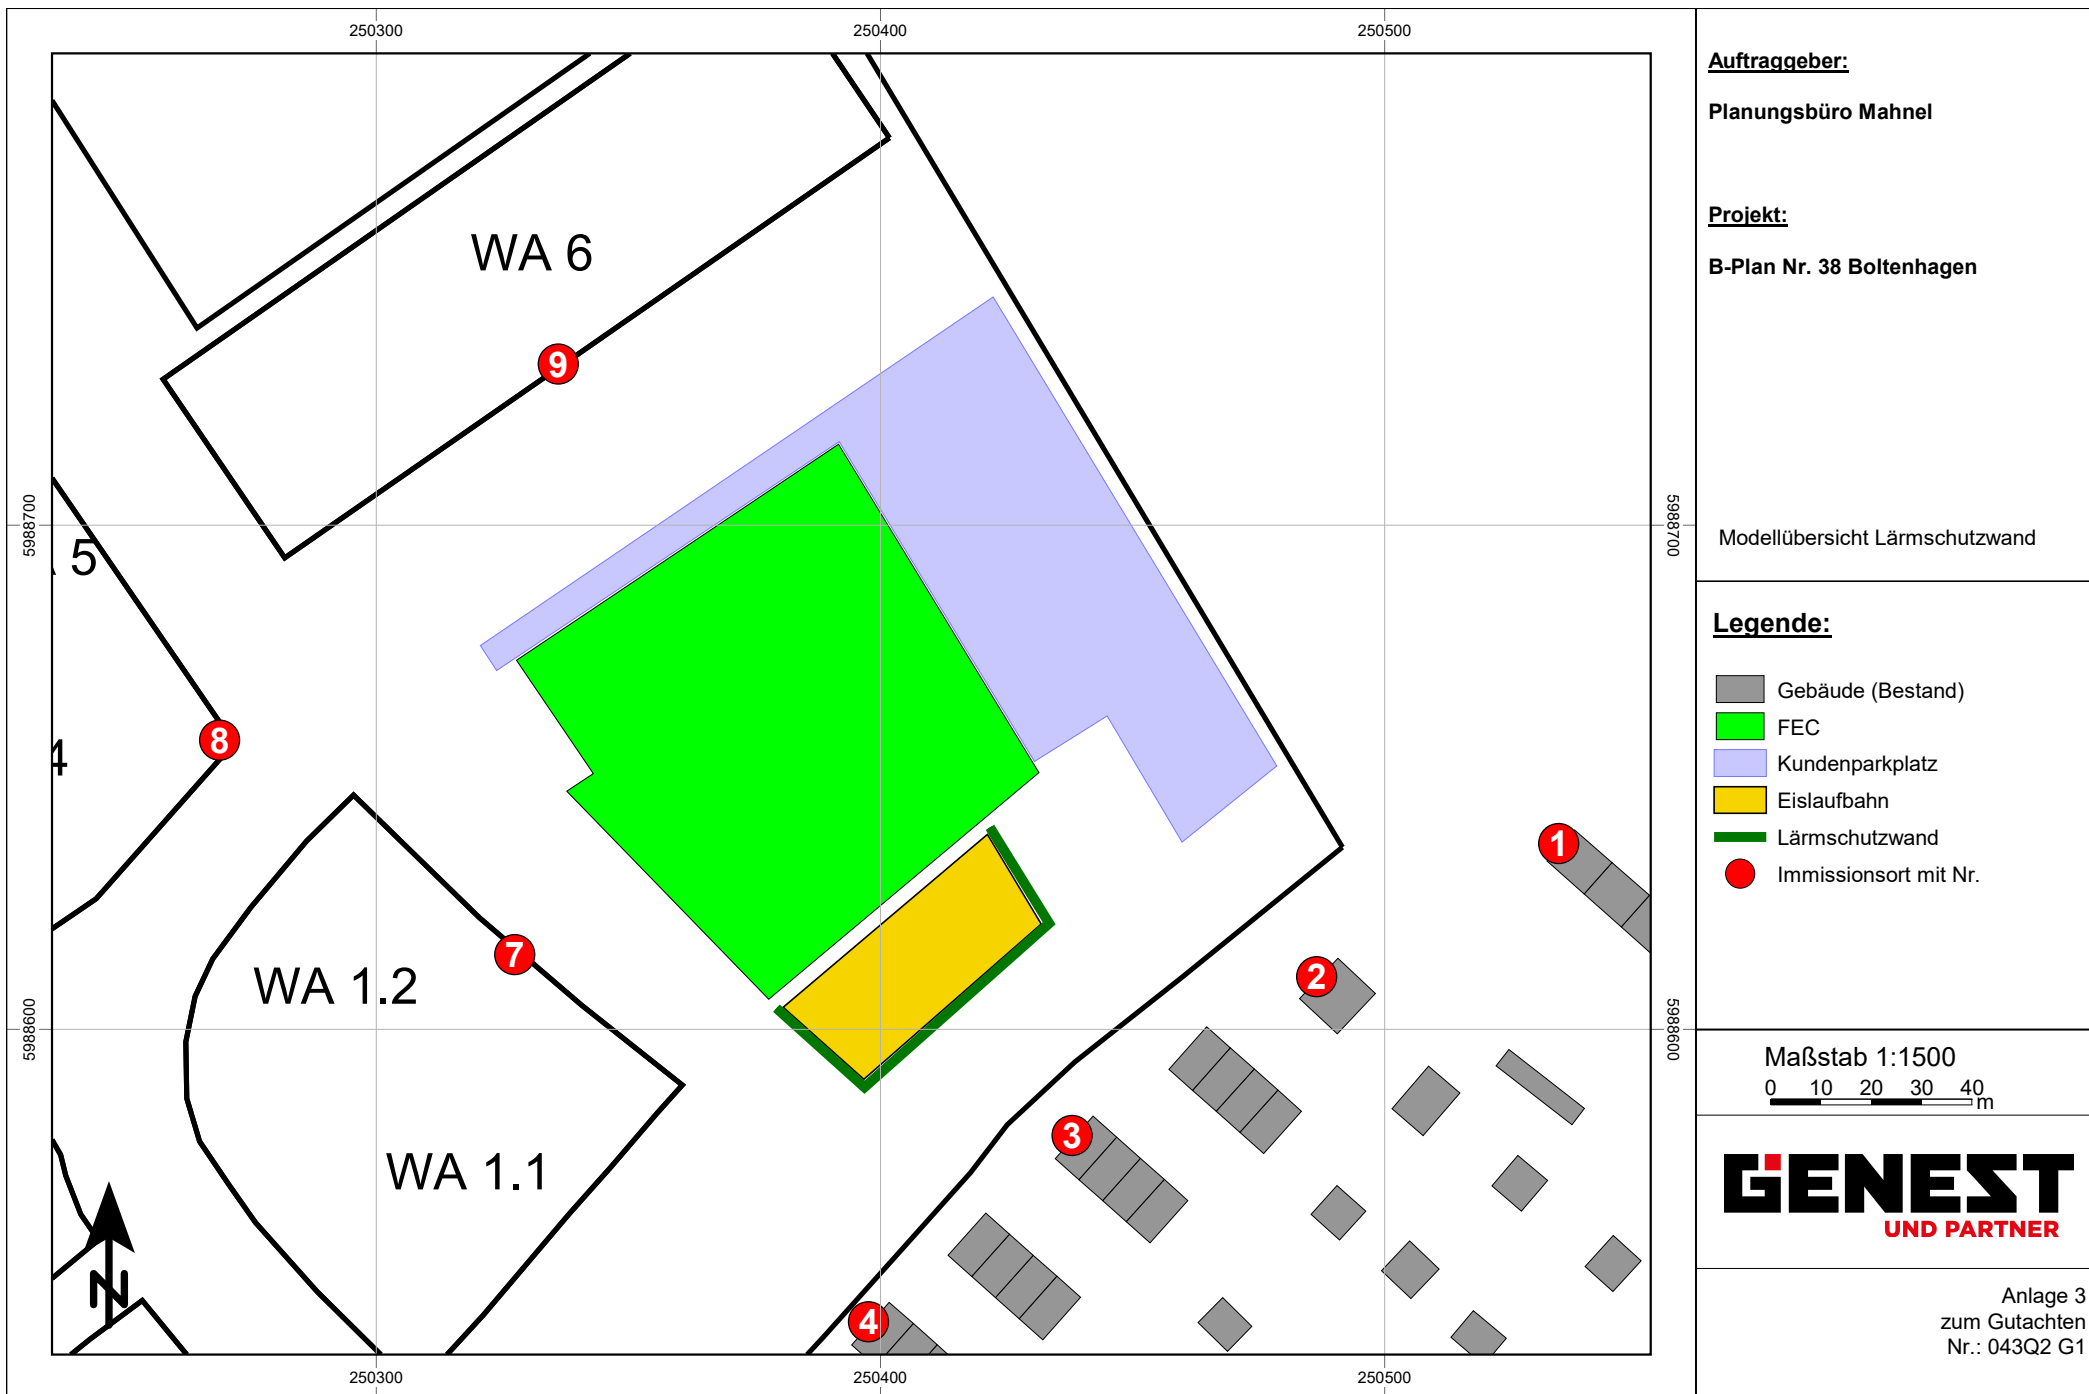 250300
250400
250500
WA 6
9
5988700
5988700
5
8
4
7
WA 1.2
1
2
5988600
5988600
3
WA 1.1
4
N
250300
250400
250500
Auftraggeber:
Planungsbüro Mahnel
Projekt:
B-Plan Nr. 38 Boltenhagen
Modellübersicht Lärmschutzwand
Legende:
Gebäude (Bestand)
FEC
Kundenparkplatz
Eislaufbahn
Lärmschutzwand
Immissionsort mit Nr.
Maßstab 1:1500
0 10 20 30 40
m
GENEST
UND PARTNER
Anlage 3
zum Gutachten
Nr.: 043Q2 G1